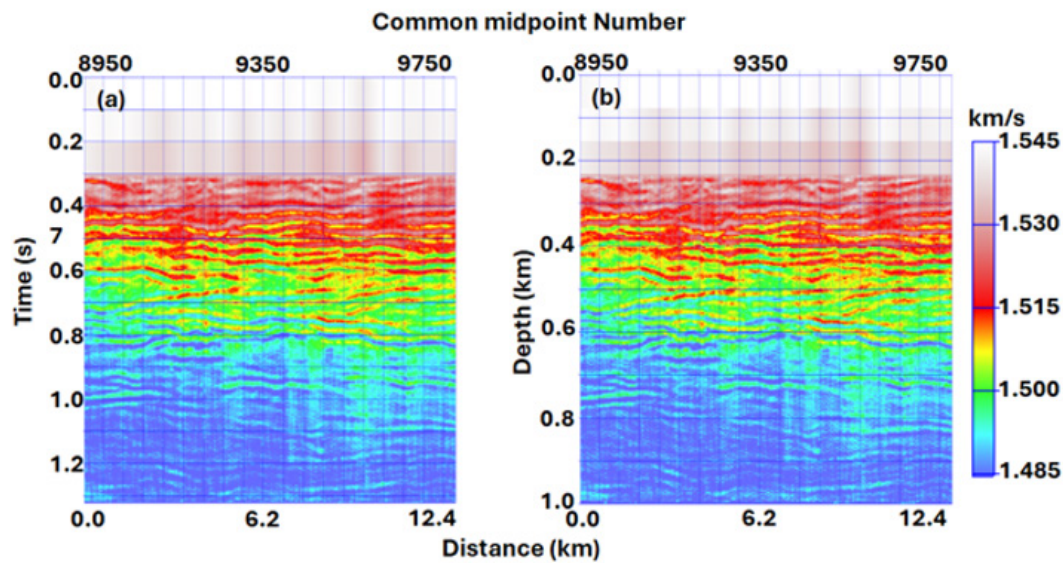 Common midpoint Number
8950 9350 9750
8950 9350 9750
0.0
0.2
0.4
7
0.6
0.8
1.0
1.2
Time (s)
(a)
0.0
0.2
0.4
0.6
0.8
1.0
Depth (km)
(b)
km/s
1.545
1.530
1.515
1.500
1.485
0.0 6.2 12.4
0.0 6.2 12.4
Distance (km)